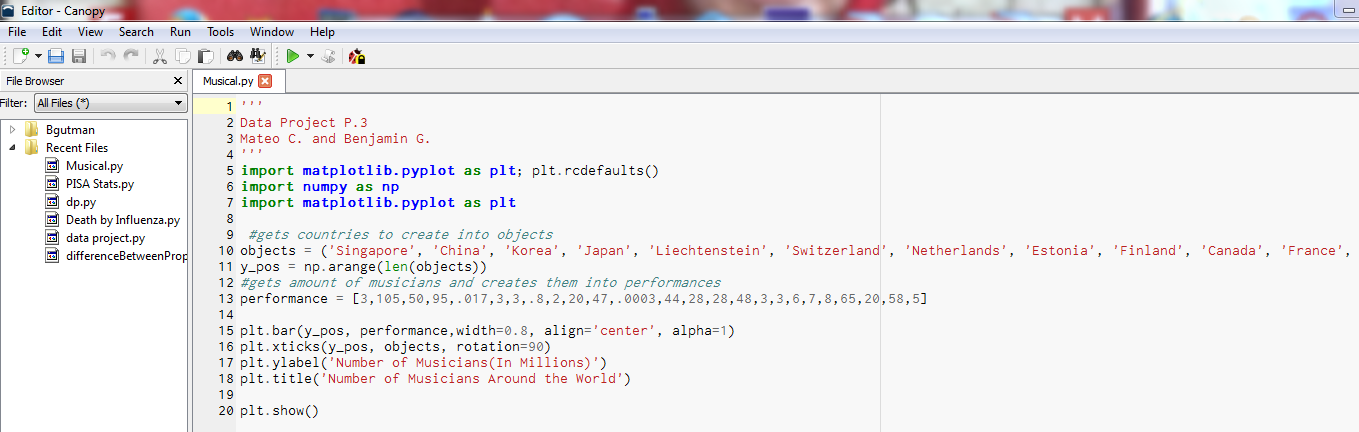 Editor - Canopy
File Edit View Search Run Tools Window Help
File Browser
Musical.py
Filter: All Files (*)
Bgutman
Recent Files
Musical.py
PISA Stats.py
dp.py
Death by Influenza.py
data project.py
differenceBetweenProp
1 '''
2 Data Project P.3
3 Mateo C. and Benjamin G.
4 '''
5 import matplotlib.pyplot as plt; plt.rcdefaults()
6 import numpy as np
7 import matplotlib.pyplot as plt
8
9 #gets countries to create into objects
10 objects = ('Singapore', 'China', 'Korea', 'Japan', 'Liechtenstein', 'Switzerland', 'Netherlands', 'Estonia', 'Finland', 'Canada', 'France',
11 y_pos = np.arange(len(objects))
12 #gets amount of musicians and creates them into performances
13 performance = [3,105,50,95,.017,3,3,.8,2,20,47,.0003,44,28,28,48,3,3,6,7,8,65,20,58,5]
14
15 plt.bar(y_pos, performance,width=0.8, align='center', alpha=1)
16 plt.xticks(y_pos, objects, rotation=90)
17 plt.ylabel('Number of Musicians(In Millions)')
18 plt.title('Number of Musicians Around the World')
19
20 plt.show()